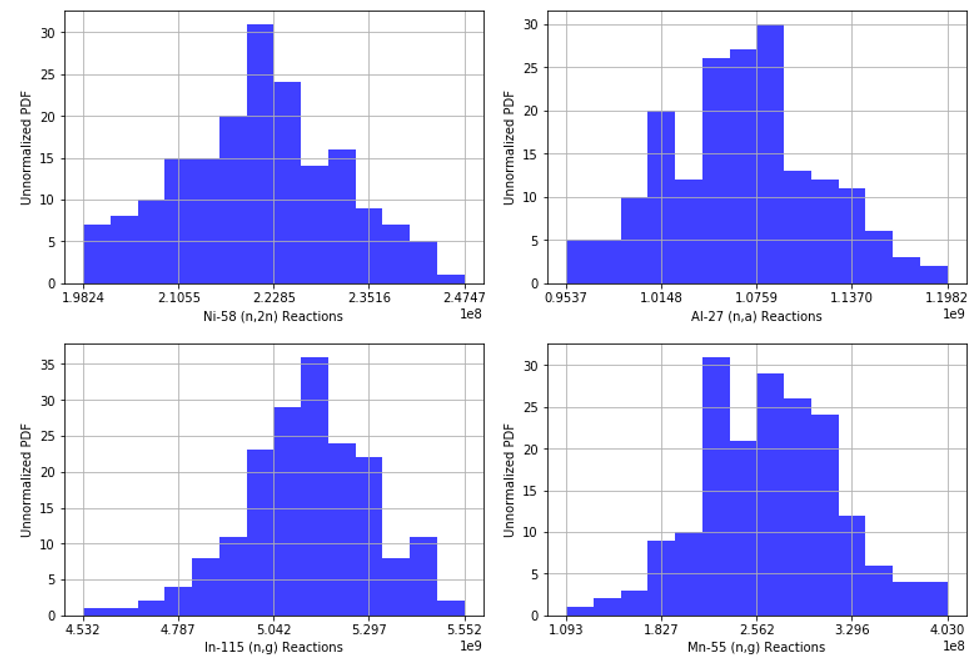 30
25
20
15
10
5
0
Unnormalized PDF
1.9824 2.1055 2.2285 2.3516 2.4747
Ni-58 (n,2n) Reactions
1e8
30
25
20
15
10
5
0
Unnormalized PDF
0.9537 1.0148 1.0759 1.1370 1.1982
Al-27 (n,a) Reactions
1e9
35
30
25
20
15
10
5
0
Unnormalized PDF
4.532 4.787 5.042 5.297 5.552
In-115 (n,g) Reactions
1e9
30
25
20
15
10
5
0
Unnormalized PDF
1.093 1.827 2.562 3.296 4.030
Mn-55 (n,g) Reactions
1e8